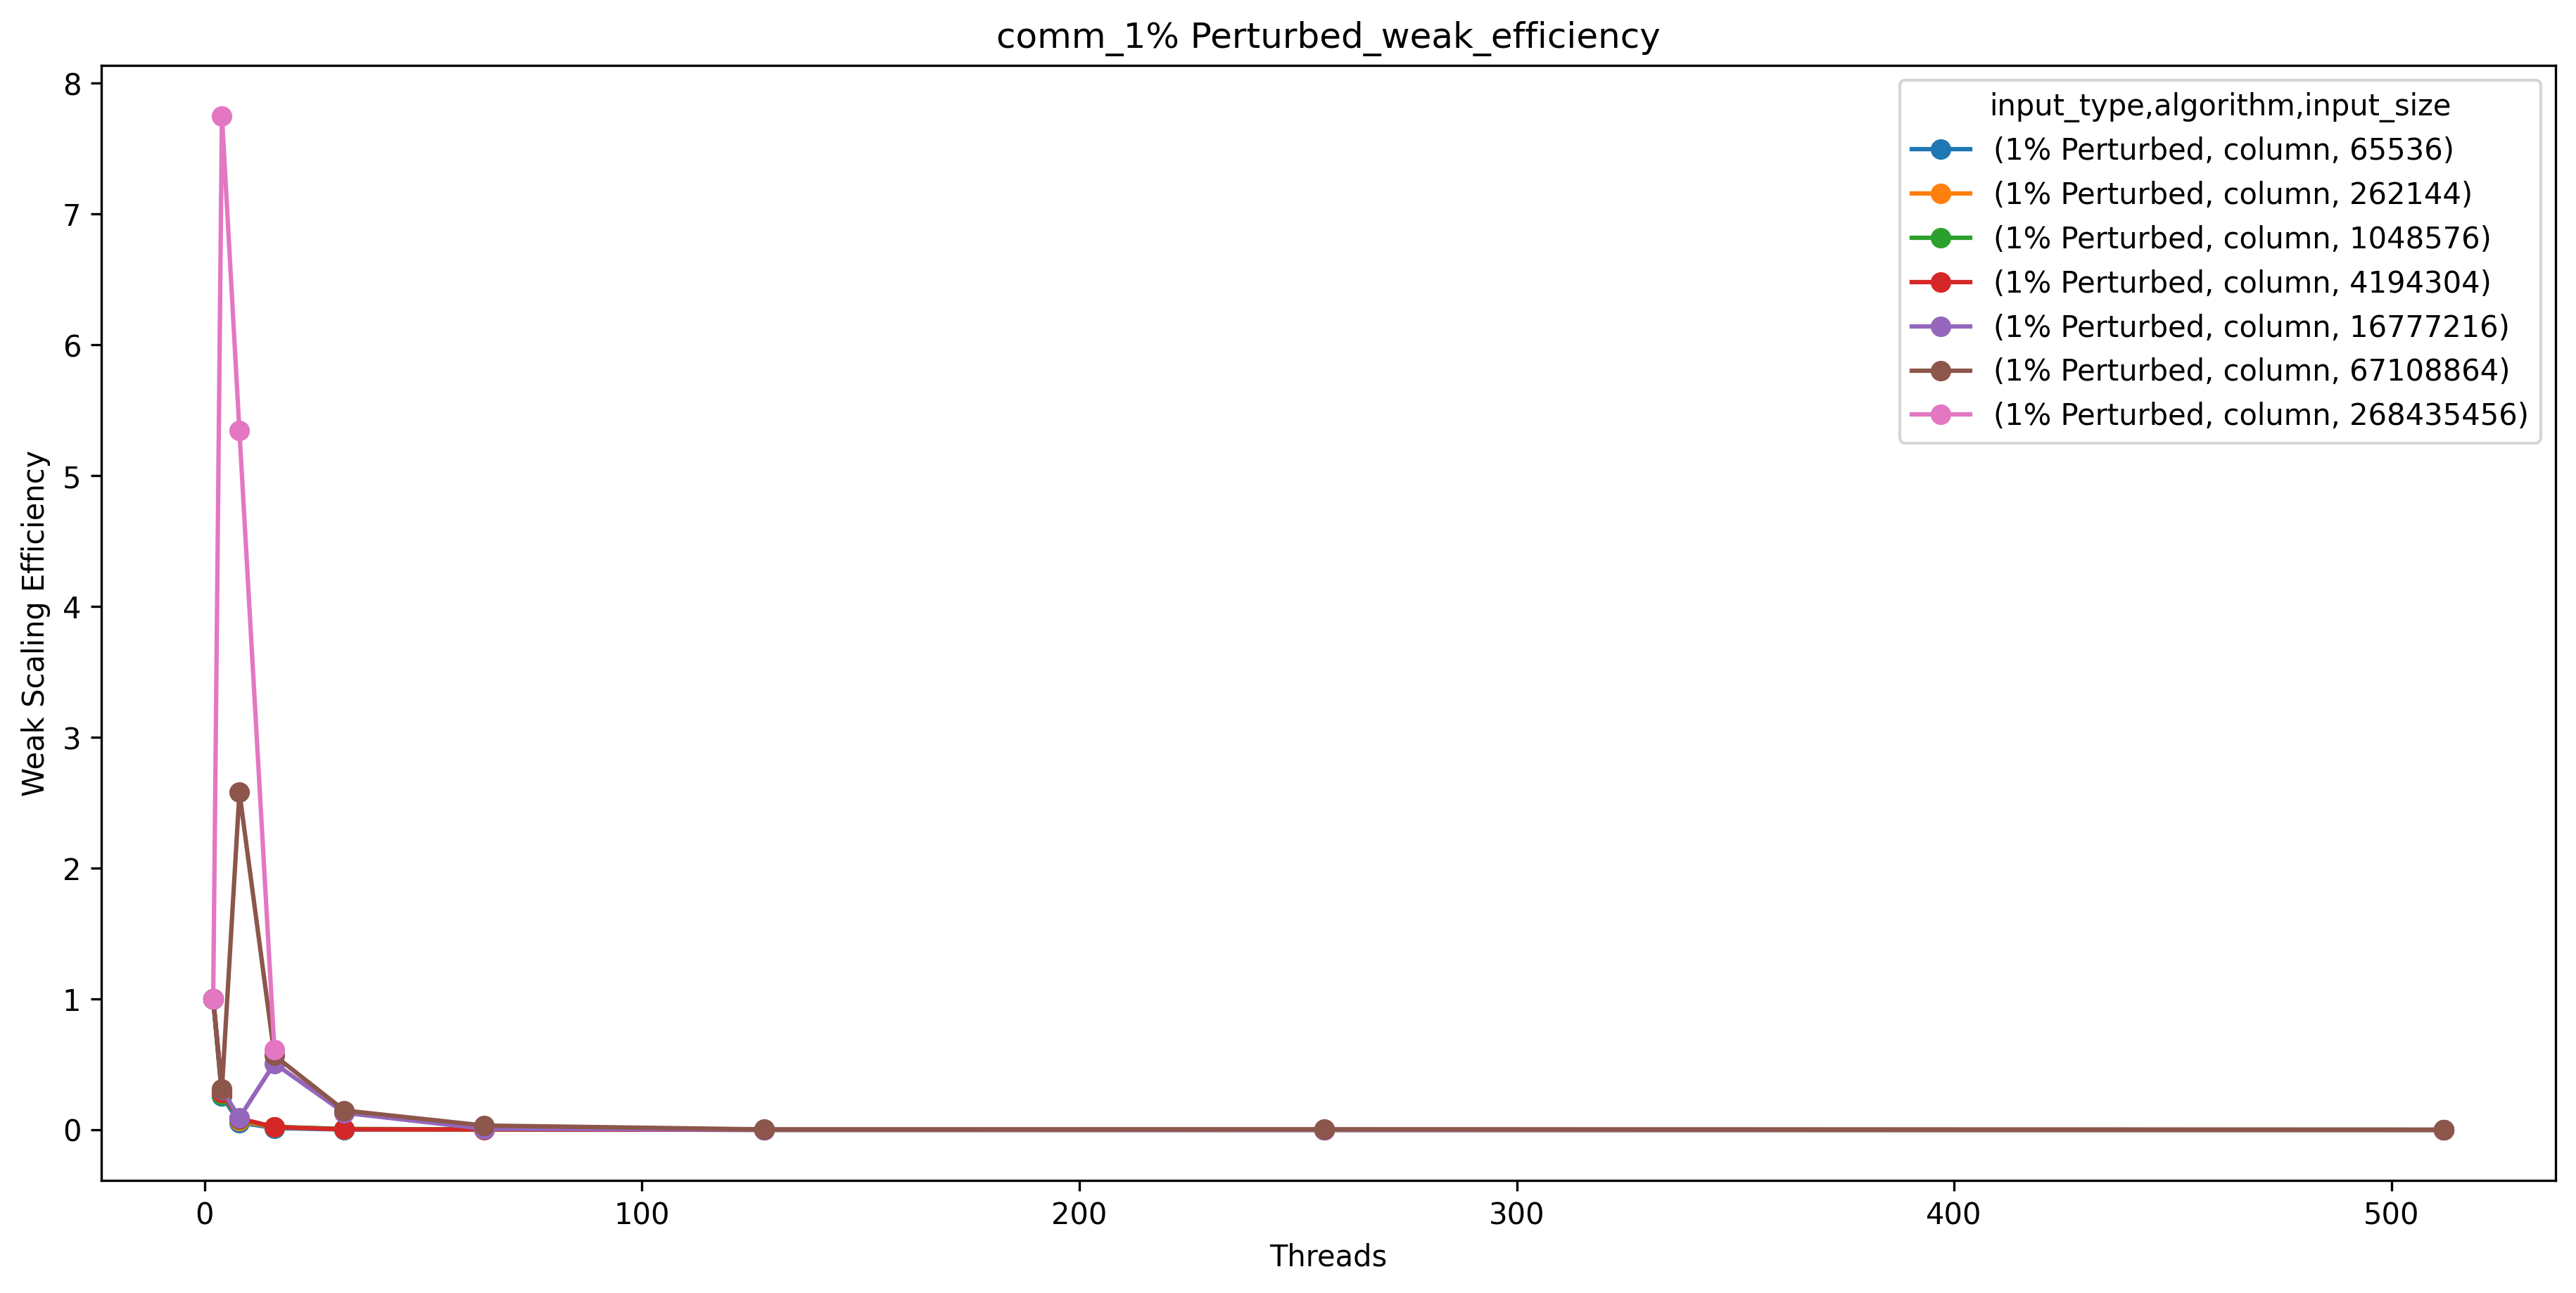 comm_1% Perturbed_weak_efficiency
8
7
6
5
4
3
2
1
0
Weak Scaling Efficiency
input_type,algorithm,input_size
(1% Perturbed, column, 65536)
(1% Perturbed, column, 262144)
(1% Perturbed, column, 1048576)
(1% Perturbed, column, 4194304)
(1% Perturbed, column, 16777216)
(1% Perturbed, column, 67108864)
(1% Perturbed, column, 268435456)
0 100 200 300 400 500
Threads